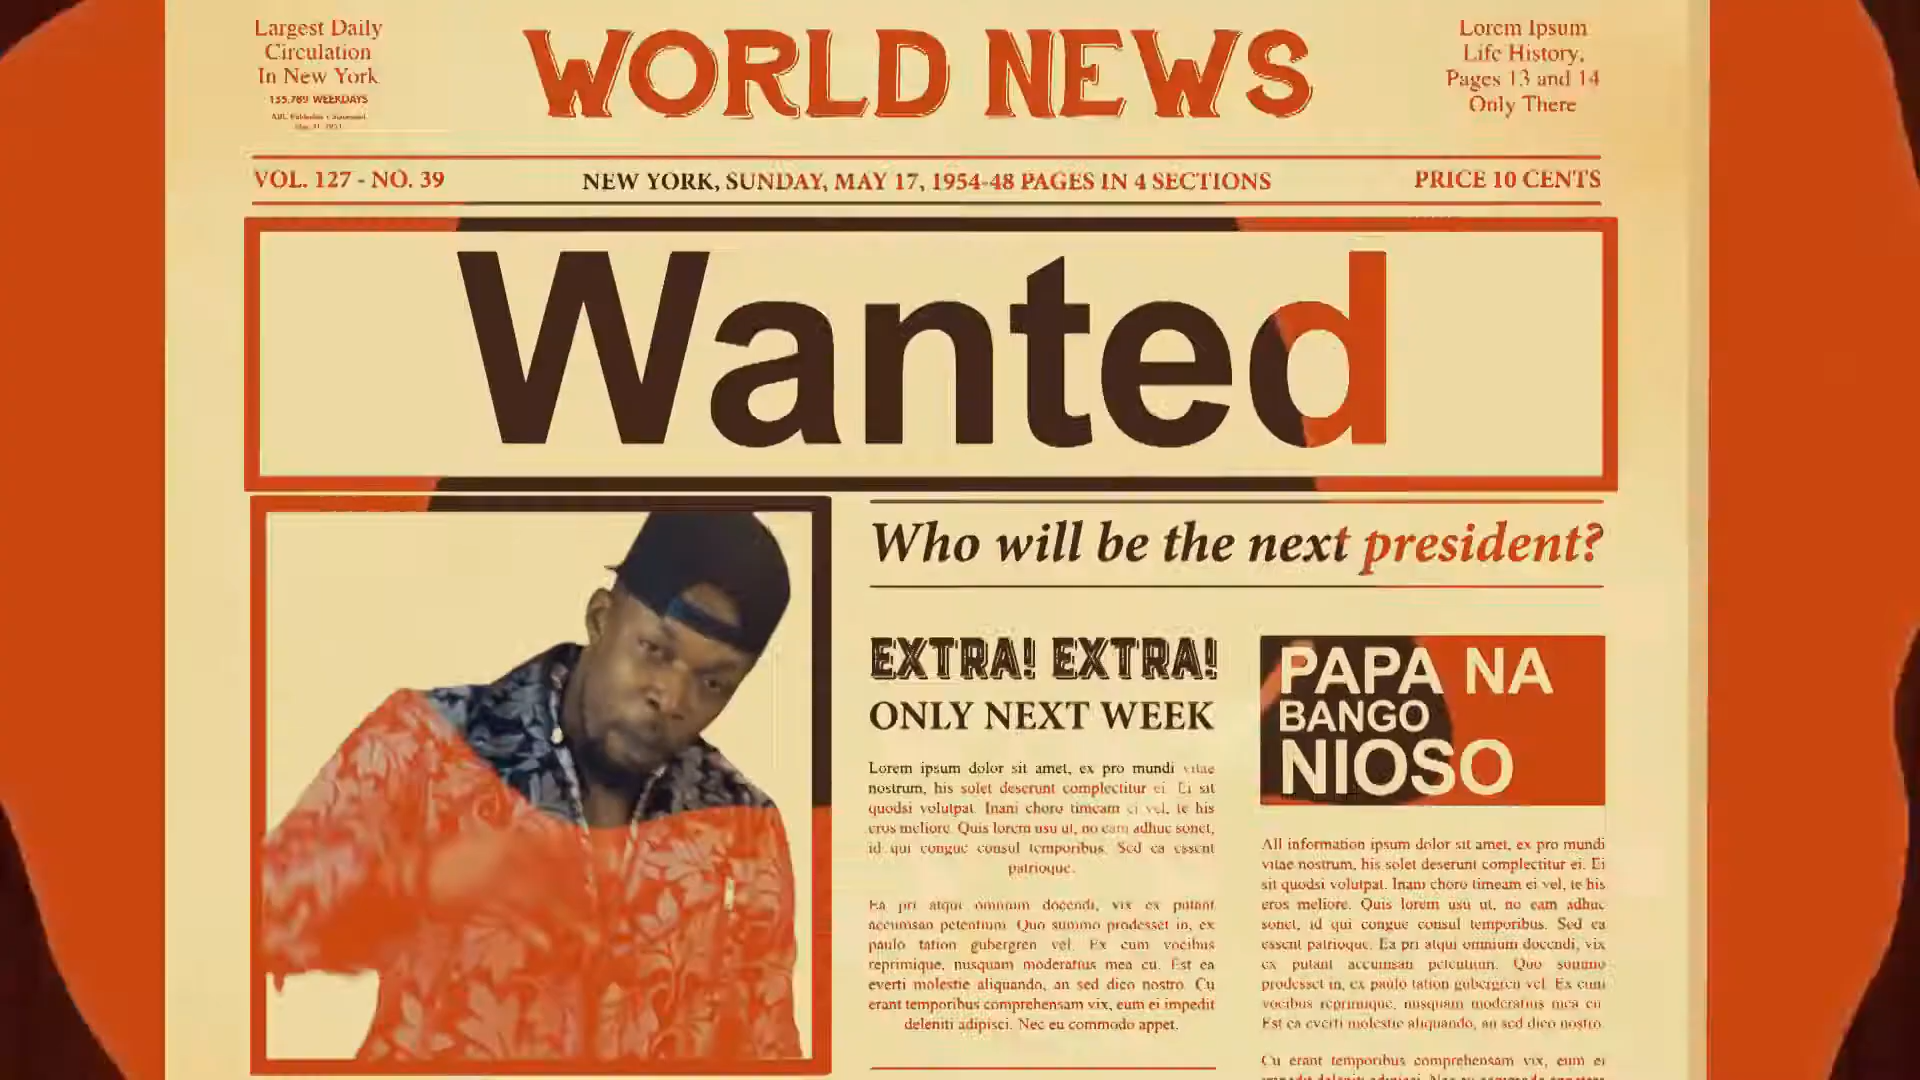 Largest Daily
Circulation
In New York
135,789 WEEKDAYS
WORLD NEWS
Lorem Ipsum
Life History,
Pages 13 and 14
Only There
VOL. 127 - NO. 39
NEW YORK, SUNDAY, MAY 17, 1954-48 PAGES IN 4 SECTIONS
PRICE 10 CENTS
Wanted
Who will be the next president?
EXTRA! EXTRA!
ONLY NEXT WEEK
Lorem ipsum dolor sit amet, ex pro mundi vitae
nostrum, his solet deserunt complectitur ei. Ei sit
quodsi volutpat. Inani choro timeam ei vel, te his
eros meliore. Quis lorem usu ut, no eam adhuc sonet,
id qui congue consul temporibus. Sed ea essent
patrioque.
Ea pri atqui omnium docendi, vix ex putant
accumsan petentium. Quo summo prodesset in, ex
paulo tation gubergren vel. Ex cum vocibus
reprimique, nusquam moderatius mea cu. Est ea
everti molestie aliquando, an sed dico nostro. Cu
erant temporibus comprehensam vix, eum ei impedit
deleniti adipisci. Nec eu commodo appet.
PAPA NA
BANGO
NIOSO
All information ipsum dolor sit amet, ex pro mundi
vitae nostrum, his solet deserunt complectitur ei. Ei
sit quodsi volutpat. Inani choro timeam ei vel, te his
eros meliore. Quis lorem usu ut, no eam adhuc
sonet, id qui congue consul temporibus. Sed ea
essent patrioque. Ea pri atqui omnium docendi, vix
ex putant accumsan petentium. Quo summo
prodesset in, ex paulo tation gubergren vel. Ex cum
vocibus reprimique, nusquam moderatius mea cu.
Est ea everti molestie aliquando, an sed dico nostro.
Cu erant temporibus comprehensam vix, eum ei